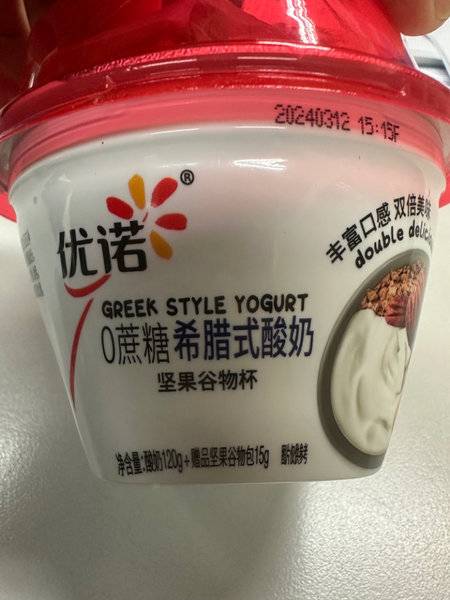 20240312 15:15F
®
优诺
丰富口感 双倍美味
double delic
GREEK STYLE YOGURT
0蔗糖 希腊式酸奶
坚果谷物杯
净含量:酸奶120g+赠品坚果谷物包15g